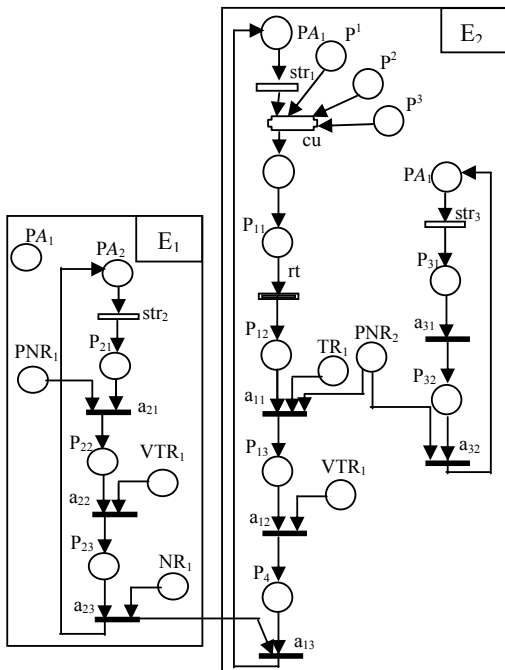 E₂
PA₁
P¹
str₁
P²
P³
cu
PA₁
P₁₁
str₃
E₁
PA₁
PA₂
P₃₁
rt
str₂
a₃₁
P₁₂
TR₁
PNR₂
P₂₁
PNR₁
P₃₂
a₁₁
a₂₁
P₁₃
a₃₂
P₂₂
VTR₁
VTR₁
a₂₂
a₁₂
P₂₃
NR₁
P₄
a₂₃
a₁₃